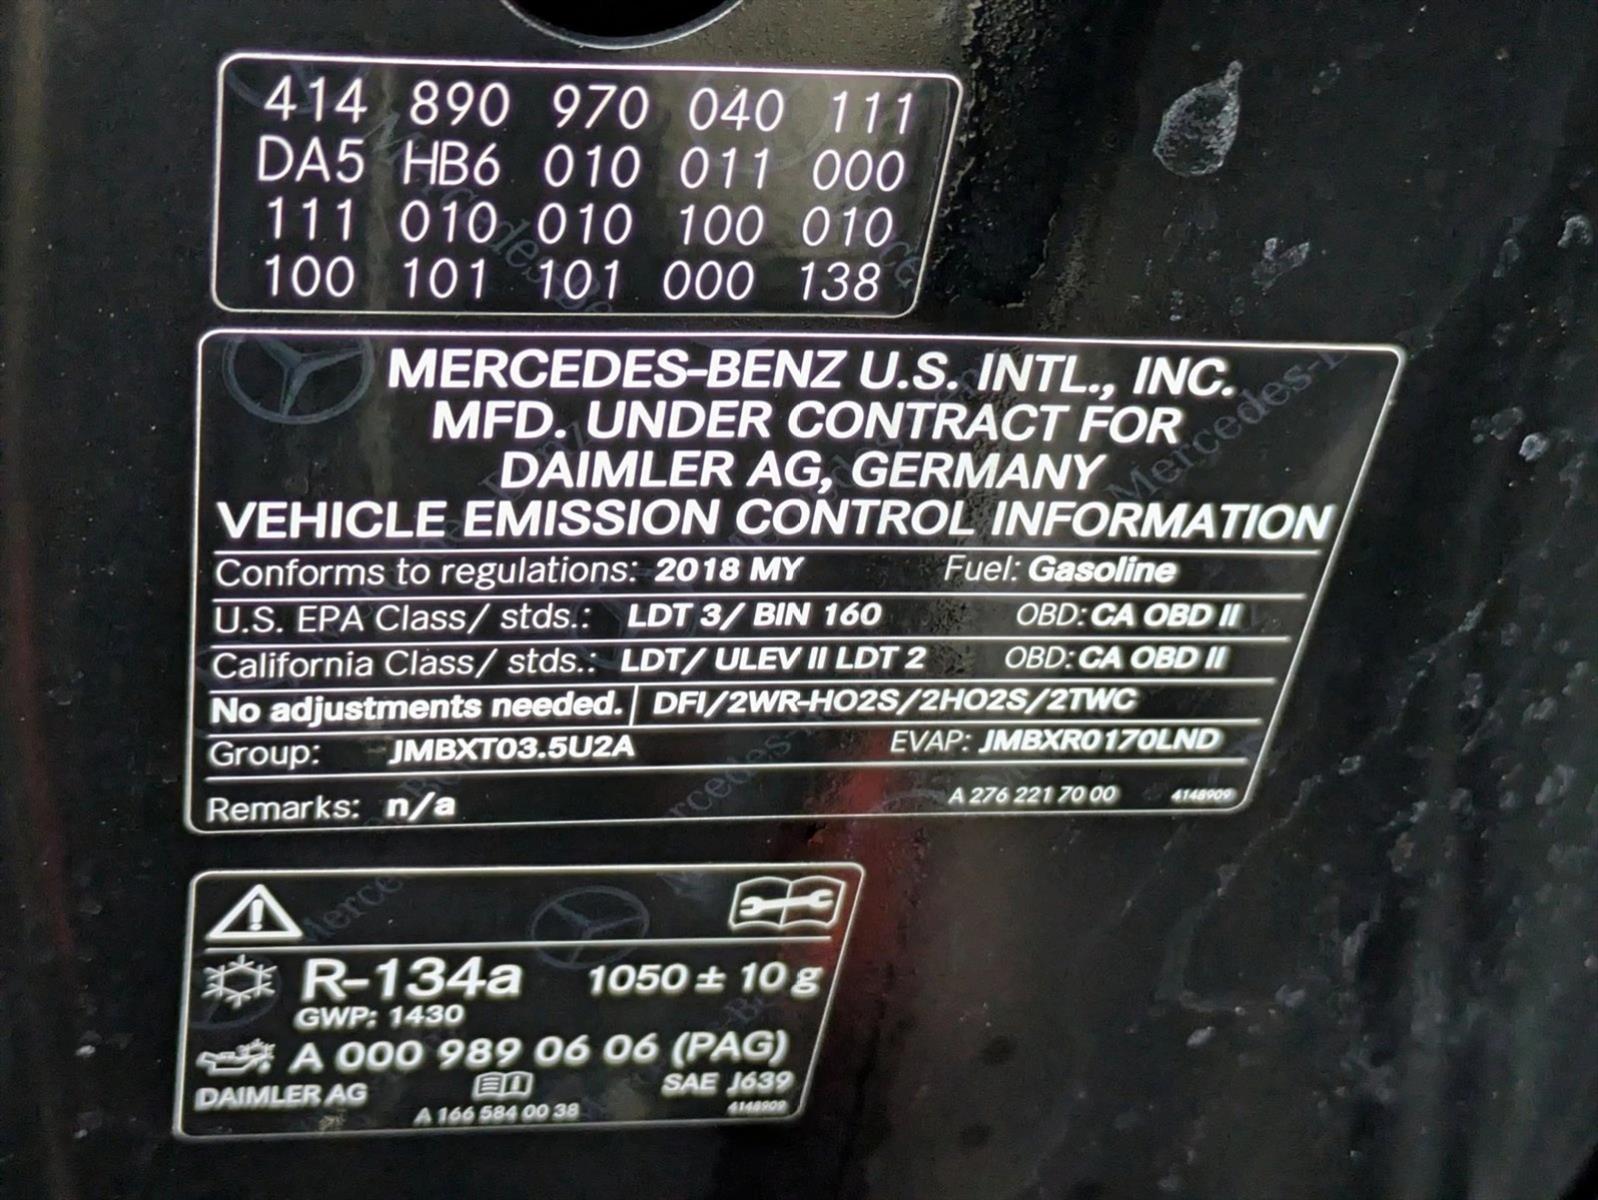 414 890 970 040 111
DA5 HB6 010 011 000
111 010 010 100 010
100 101 101 000 138
MERCEDES-BENZ U.S. INTL., INC.
MFD. UNDER CONTRACT FOR
DAIMLER AG, GERMANY
VEHICLE EMISSION CONTROL INFORMATION
Conforms to regulations: 2018 MY Fuel: Gasoline
U.S. EPA Class/ stds.: LDT 3/ BIN 160 OBD: CA OBD II
California Class/ stds.: LDT/ ULEV II LDT 2 OBD: CA OBD II
No adjustments needed. DFI/2WR-HO2S/2HO2S/2TWC
Group: JMBXT03.5U2A EVAP: JMBXR0170LND
Remarks: n/a A 276 221 70 00 4148909
R-134a 1050 ± 10 g
GWP: 1430
A 000 989 06 06 (PAG)
DAIMLER AG SAE J639
A 166 584 00 38 4148909